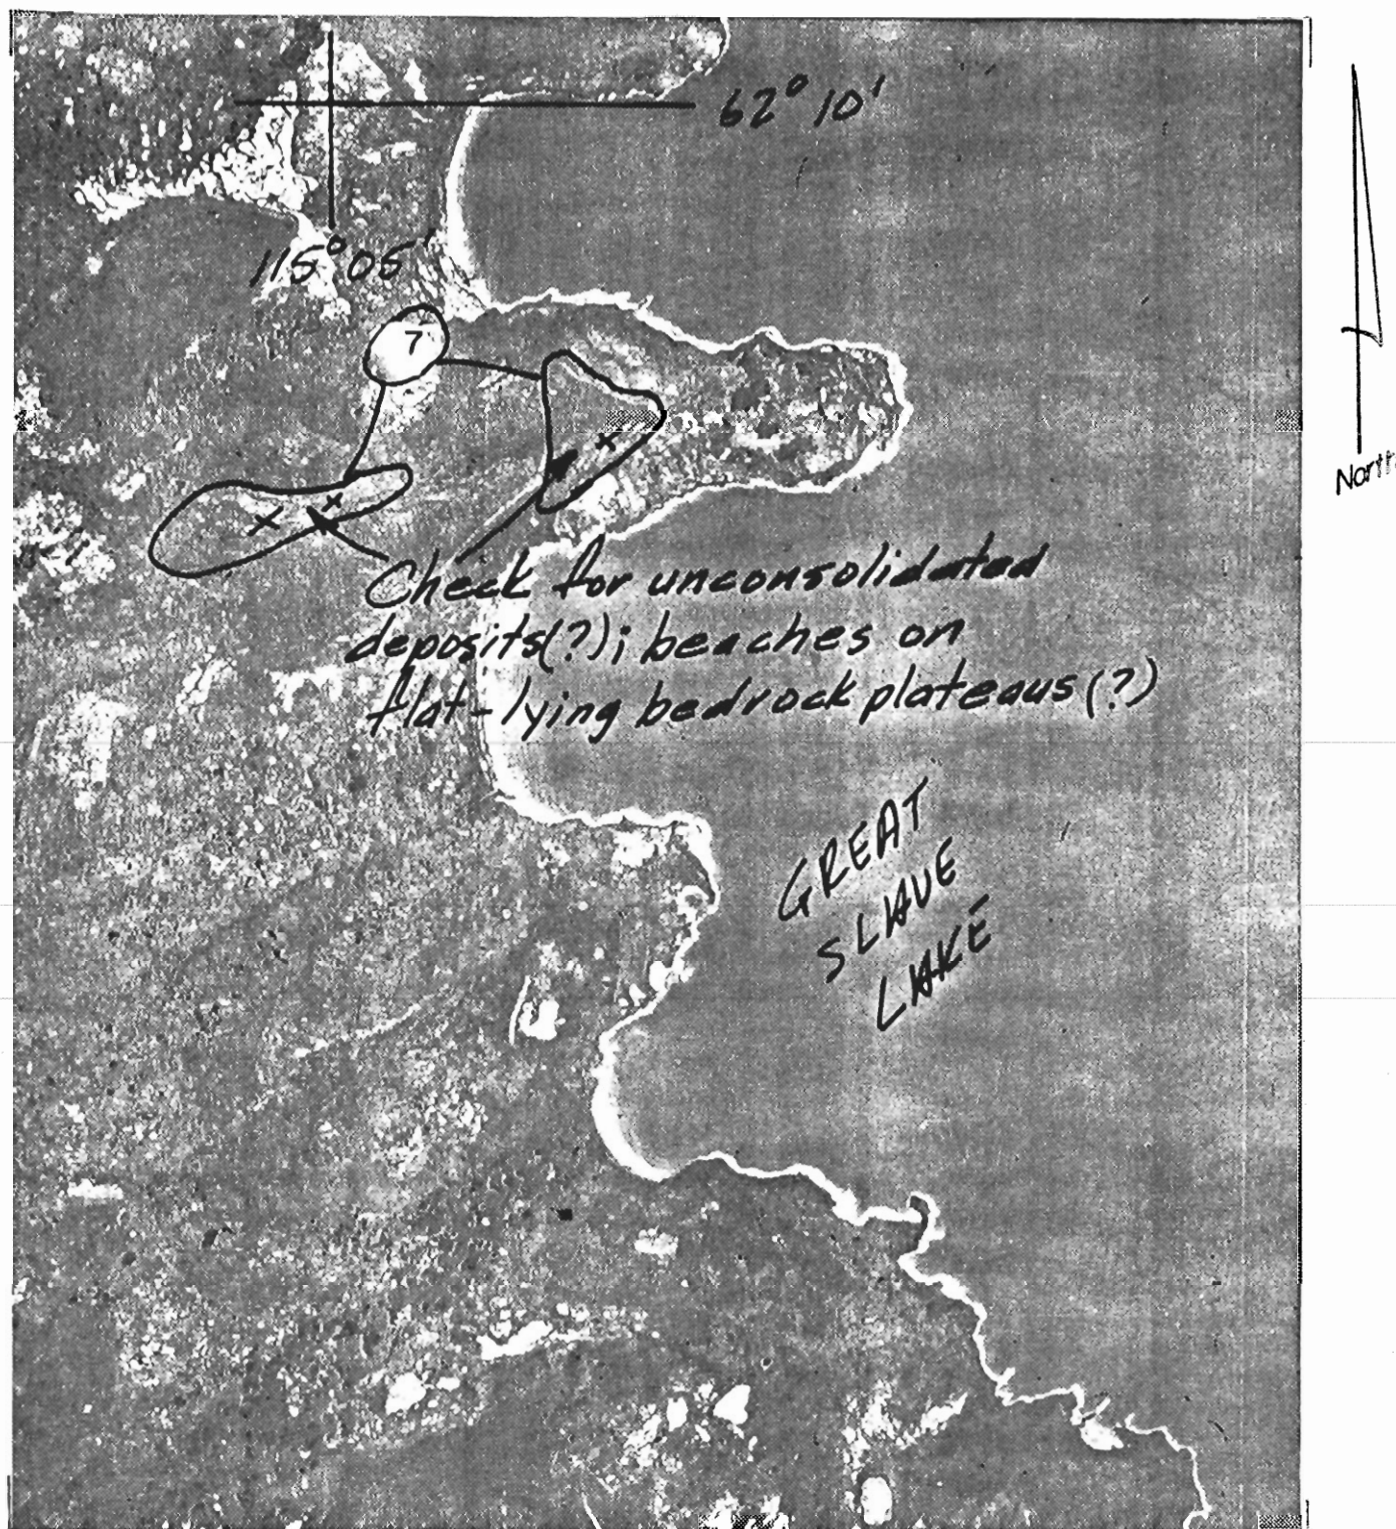 62° 10'
115° 05'
7
North
Check for unconsolidated
deposits(?); beaches on
flat-lying bedrock plateaus(?)
GREAT
SLAVE
LAKE